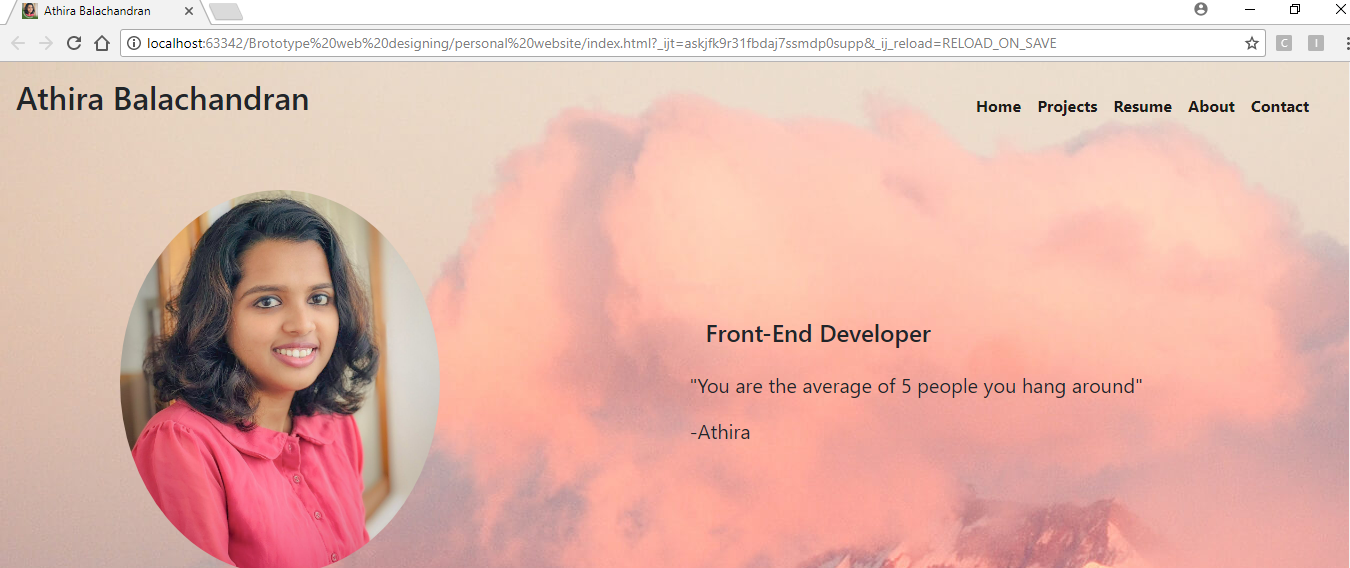 Athira Balachandran
localhost:63342/Brototype%20web%20designing/personal%20website/index.html?_ijt=askjfk9r31fbdaj7ssmdp0supp&_ij_reload=RELOAD_ON_SAVE
C
I
Athira Balachandran
Home Projects Resume About Contact
Front-End Developer
"You are the average of 5 people you hang around"
-Athira